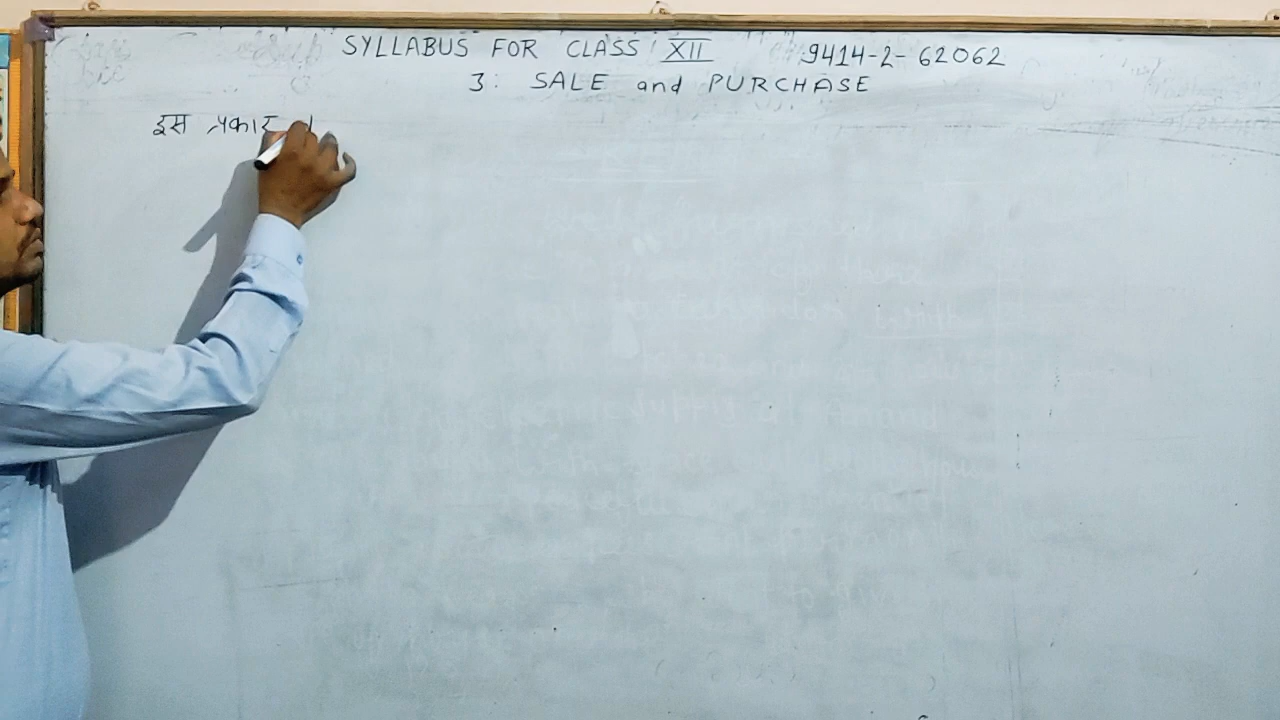 SYLLABUS FOR CLASS XII 9414-2-62062
3: SALE and PURCHASE
इस प्रकार